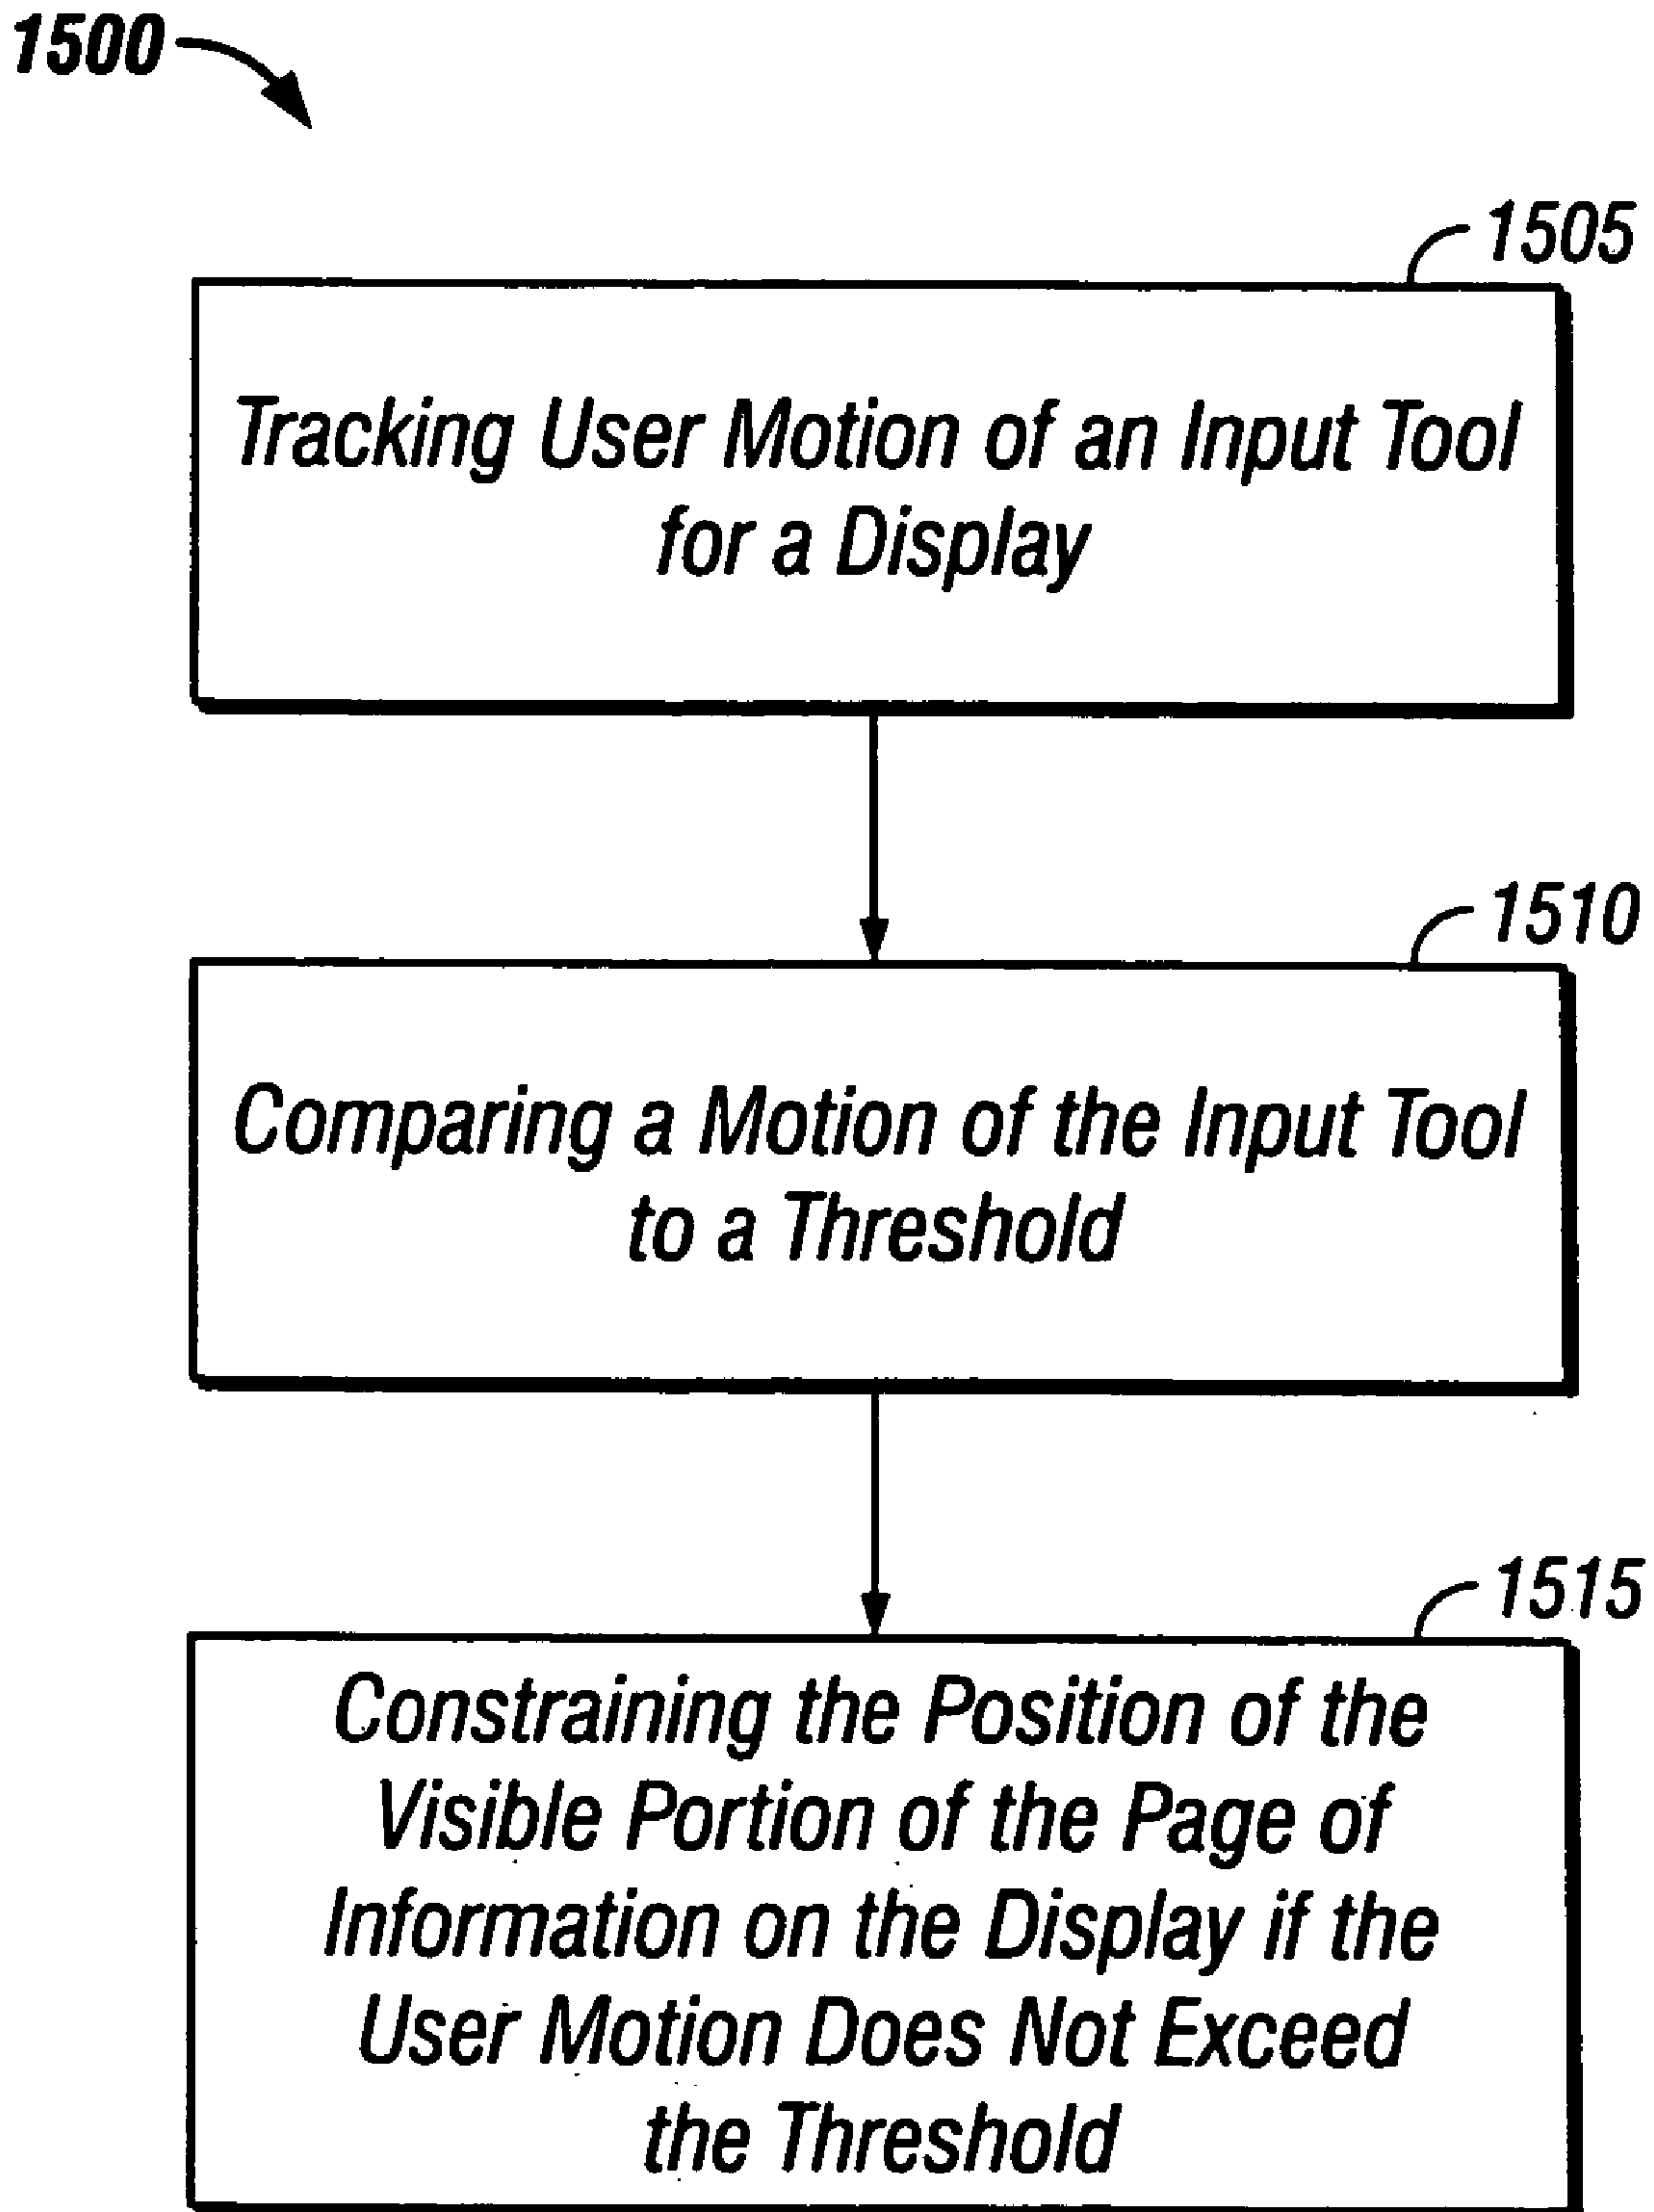 1500
1505
Tracking User Motion of an Input Tool
for a Display
1510
Comparing a Motion of the Input Tool
to a Threshold
1515
Constraining the Position of the
Visible Portion of the Page of
Information on the Display if the
User Motion Does Not Exceed
the Threshold